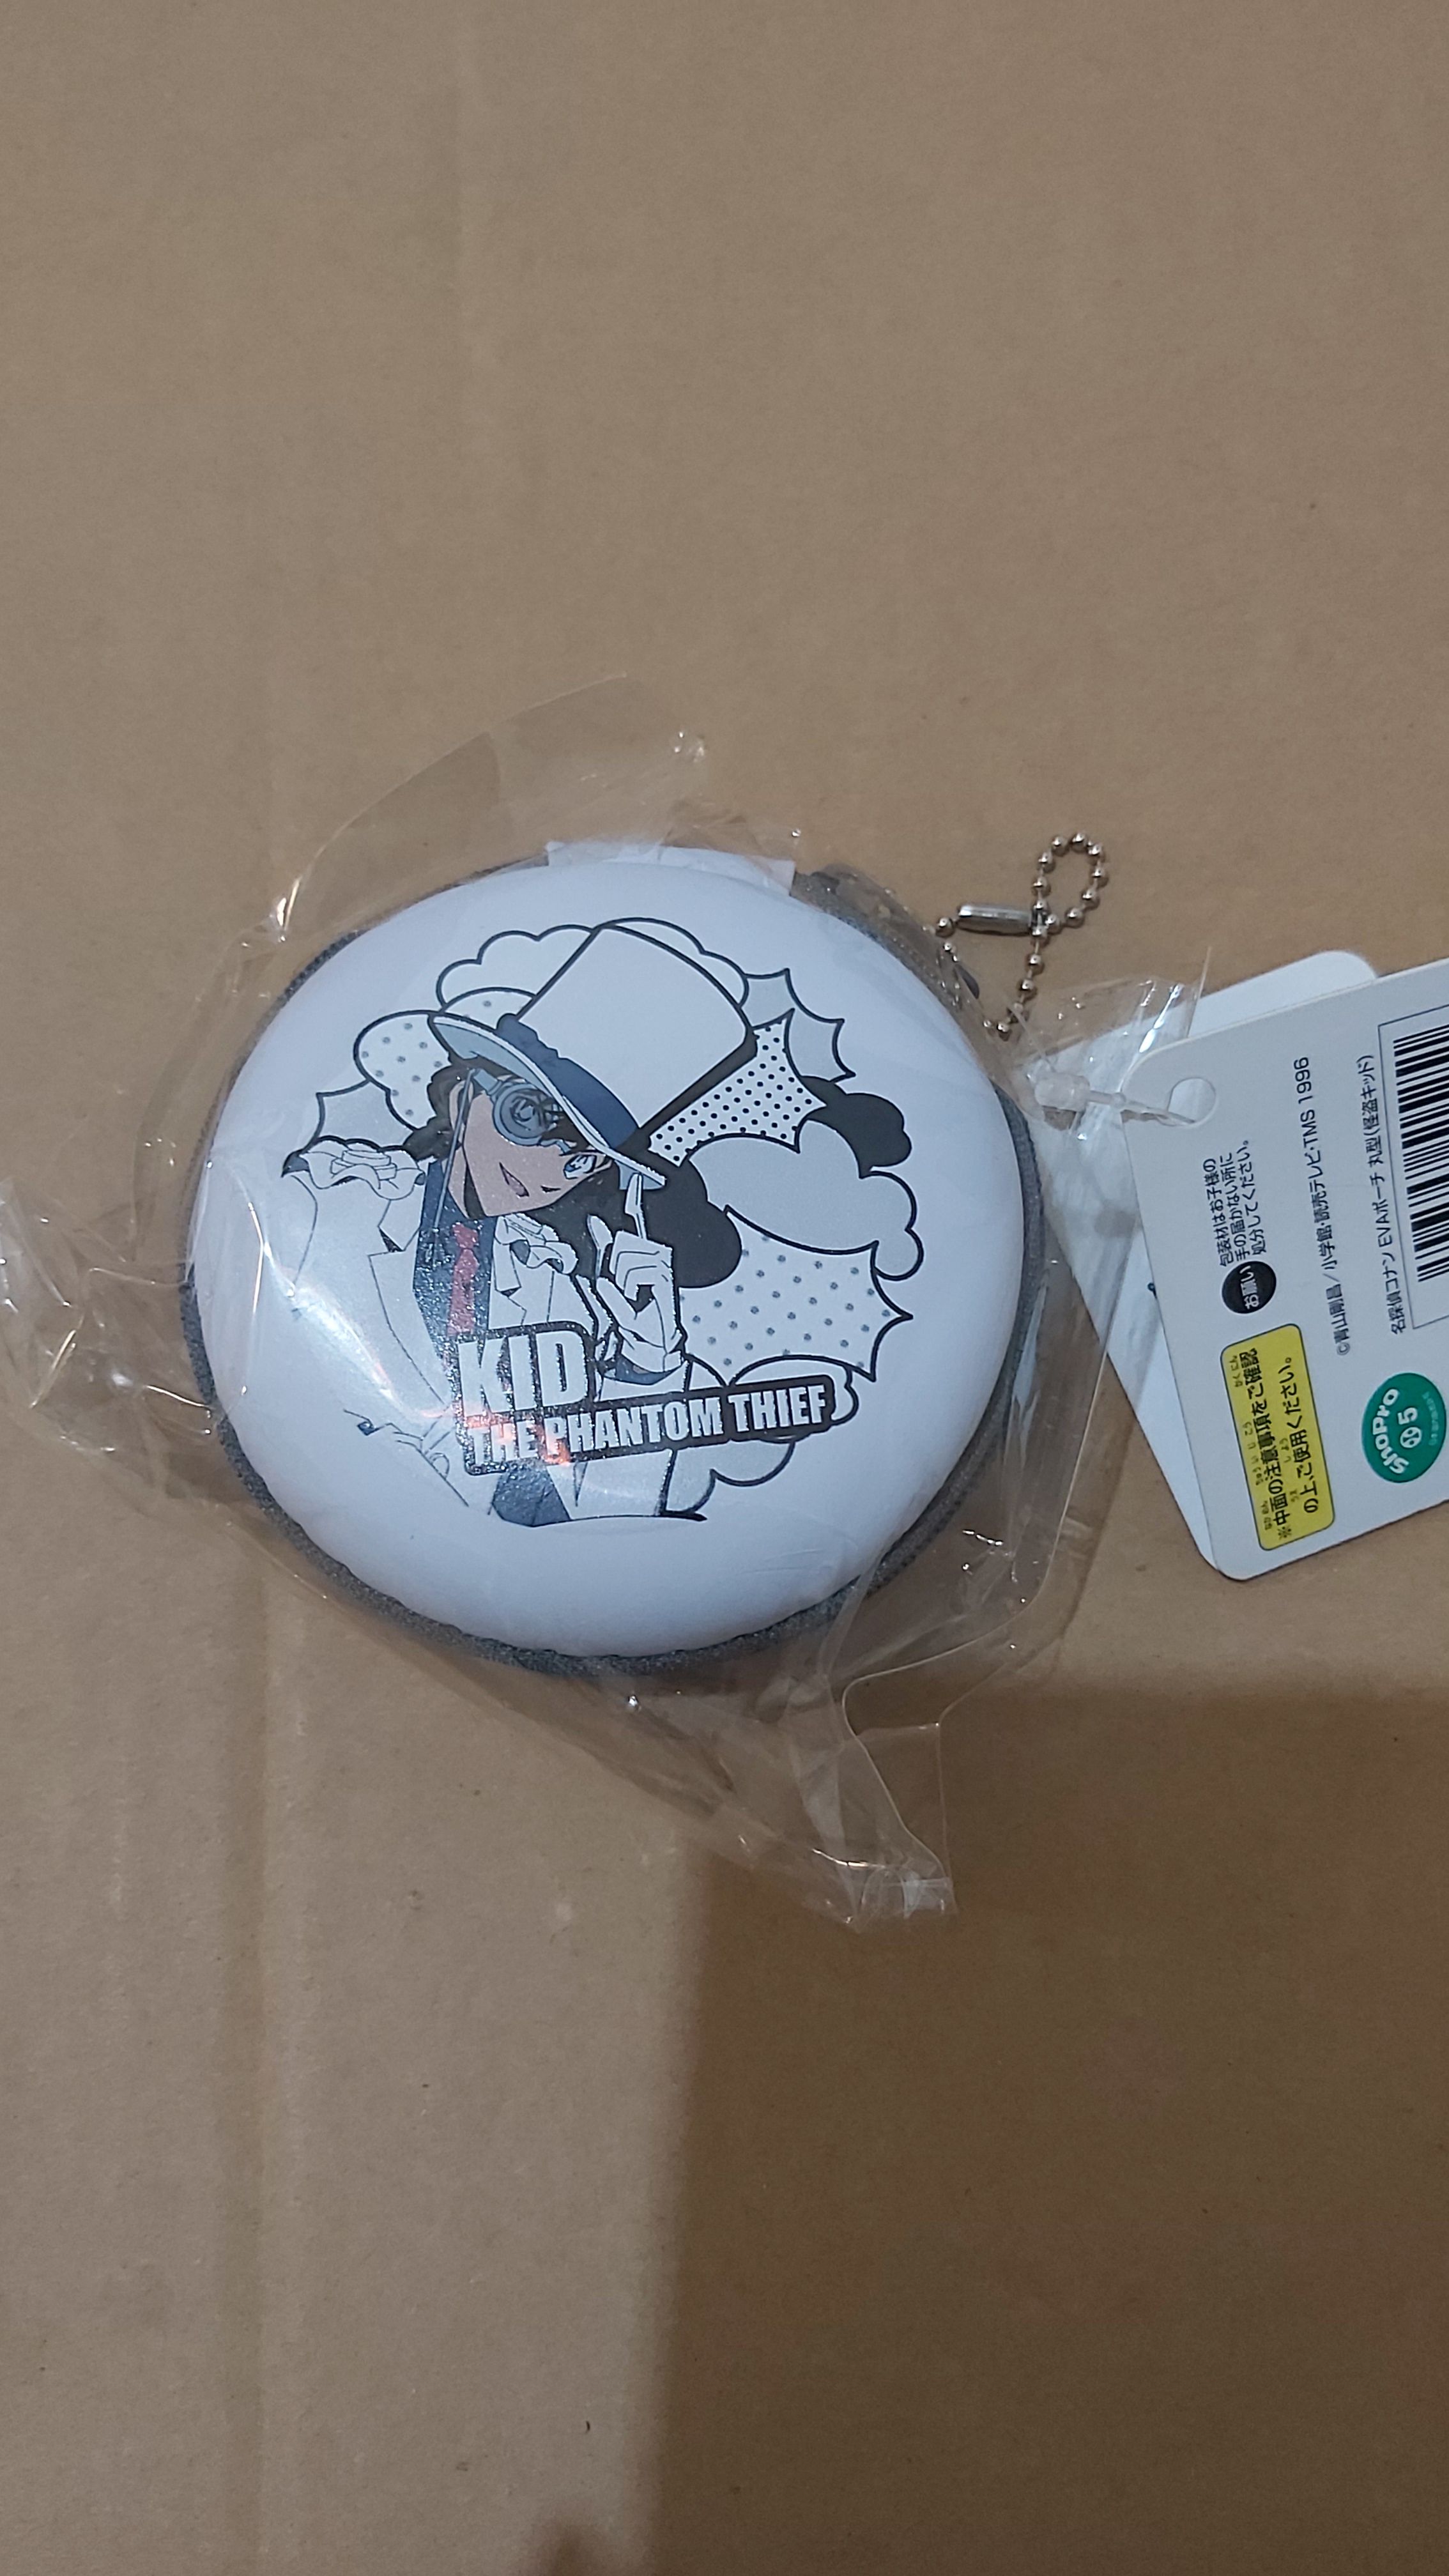 KID
THE PHANTOM THIEF
お願い
包装材はお子様の
手の届かない所に
処分してください。
※中面の注意事項をご確認
の上、ご使用ください。
©青山剛昌/小学館・読売テレビ・TMS 1996
名探偵コナン EVAポーチ 丸型(怪盗キッド)
ShoPro
5